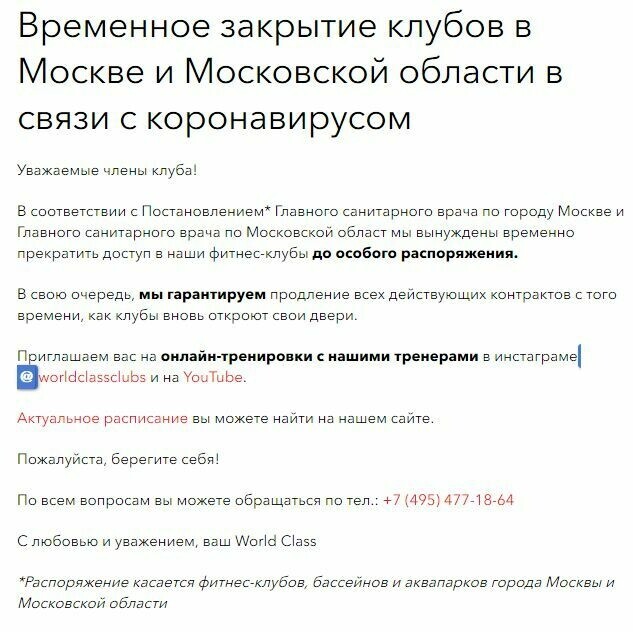 Временное закрытие клубов в
Москве и Московской области в
связи с коронавирусом
Уважаемые члены клуба!
В соответствии с Постановлением* Главного санитарного врача по городу Москве и
Главного санитарного врача по Московской област мы вынуждены временно
прекратить доступ в наши фитнес-клубы до особого распоряжения.
В свою очередь, мы гарантируем продление всех действующих контрактов с того
времени, как клубы вновь откроют свои двери.
Приглашаем вас на онлайн-тренировки с нашими тренерами в инстаграме
@worldclassclubs и на YouTube.
Актуальное расписание вы можете найти на нашем сайте.
Пожалуйста, берегите себя!
По всем вопросам вы можете обращаться по тел.: +7 (495) 477-18-64
С любовью и уважением, ваш World Class
*Распоряжение касается фитнес-клубов, бассейнов и аквапарков города Москвы и
Московской области